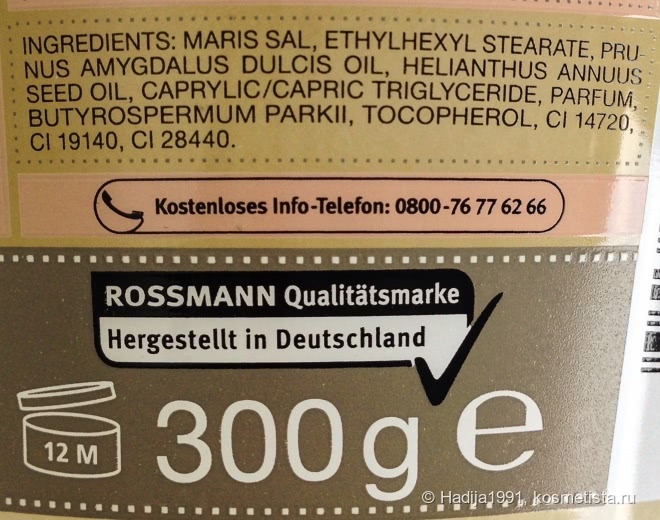 INGREDIENTS: MARIS SAL, ETHYLHEXYL STEARATE, PRU-
NUS AMYGDALUS DULCIS OIL, HELIANTHUS ANNUUS
SEED OIL, CAPRYLIC/CAPRIC TRIGLYCERIDE, PARFUM,
BUTYROSPERMUM PARKII, TOCOPHEROL, CI 14720,
CI 19140, CI 28440.
Kostenloses Info-Telefon: 0800-76 77 62 66
ROSSMANN Qualitätsmarke
Hergestellt in Deutschland
12 M
300g e
© Hadija1991, kosmetista.ru